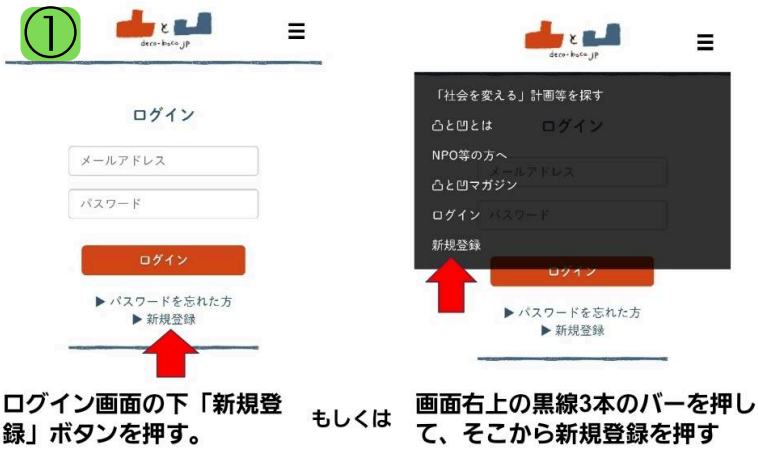 ①
凸と凹
deco-boco.jp
ログイン
メールアドレス
パスワード
ログイン
▶ パスワードを忘れた方
▶ 新規登録
ログイン画面の下「新規登
録」ボタンを押す。
もしくは
凸と凹
deco-boco.jp
「社会を変える」計画等を探す
凸と凹とは
ログイン
NPO等の方へ
メールアドレス
凸と凹マガジン
ログイン
パスワード
新規登録
ログイン
▶ パスワードを忘れた方
▶ 新規登録
画面右上の黒線3本のバーを押し
て、そこから新規登録を押す